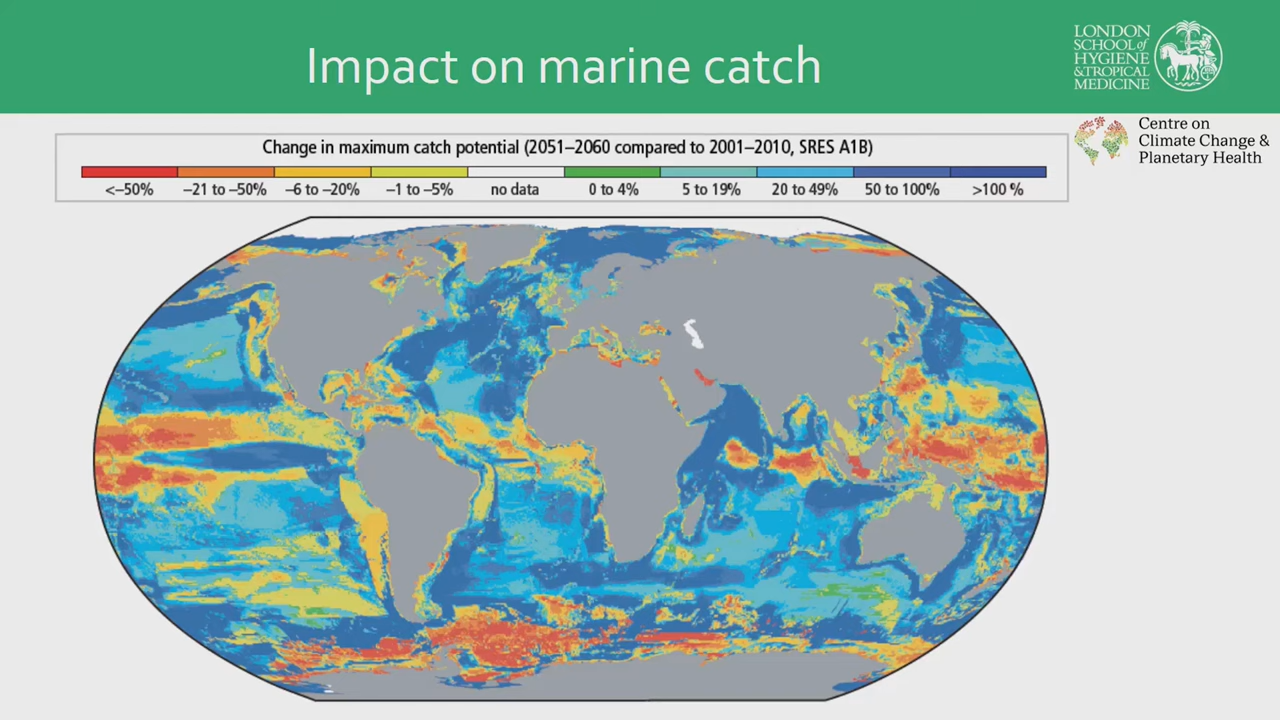 Impact on marine catch
LONDON
SCHOOL of
HYGIENE
& TROPICAL
MEDICINE
Centre on
Climate Change &
Planetary Health
Change in maximum catch potential (2051–2060 compared to 2001–2010, SRES A1B)
<–50% –21 to –50% –6 to –20% –1 to –5% no data 0 to 4% 5 to 19% 20 to 49% 50 to 100% >100 %